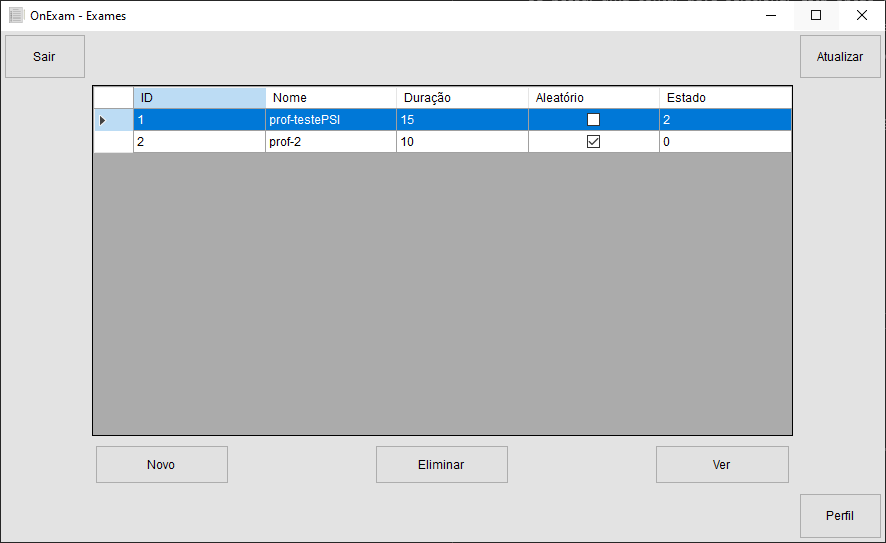 OnExam - Exames
Sair
Atualizar
ID Nome Duração Aleatório Estado
1 prof-testePSI 15 2
2 prof-2 10 0
Novo Eliminar Ver
Perfil